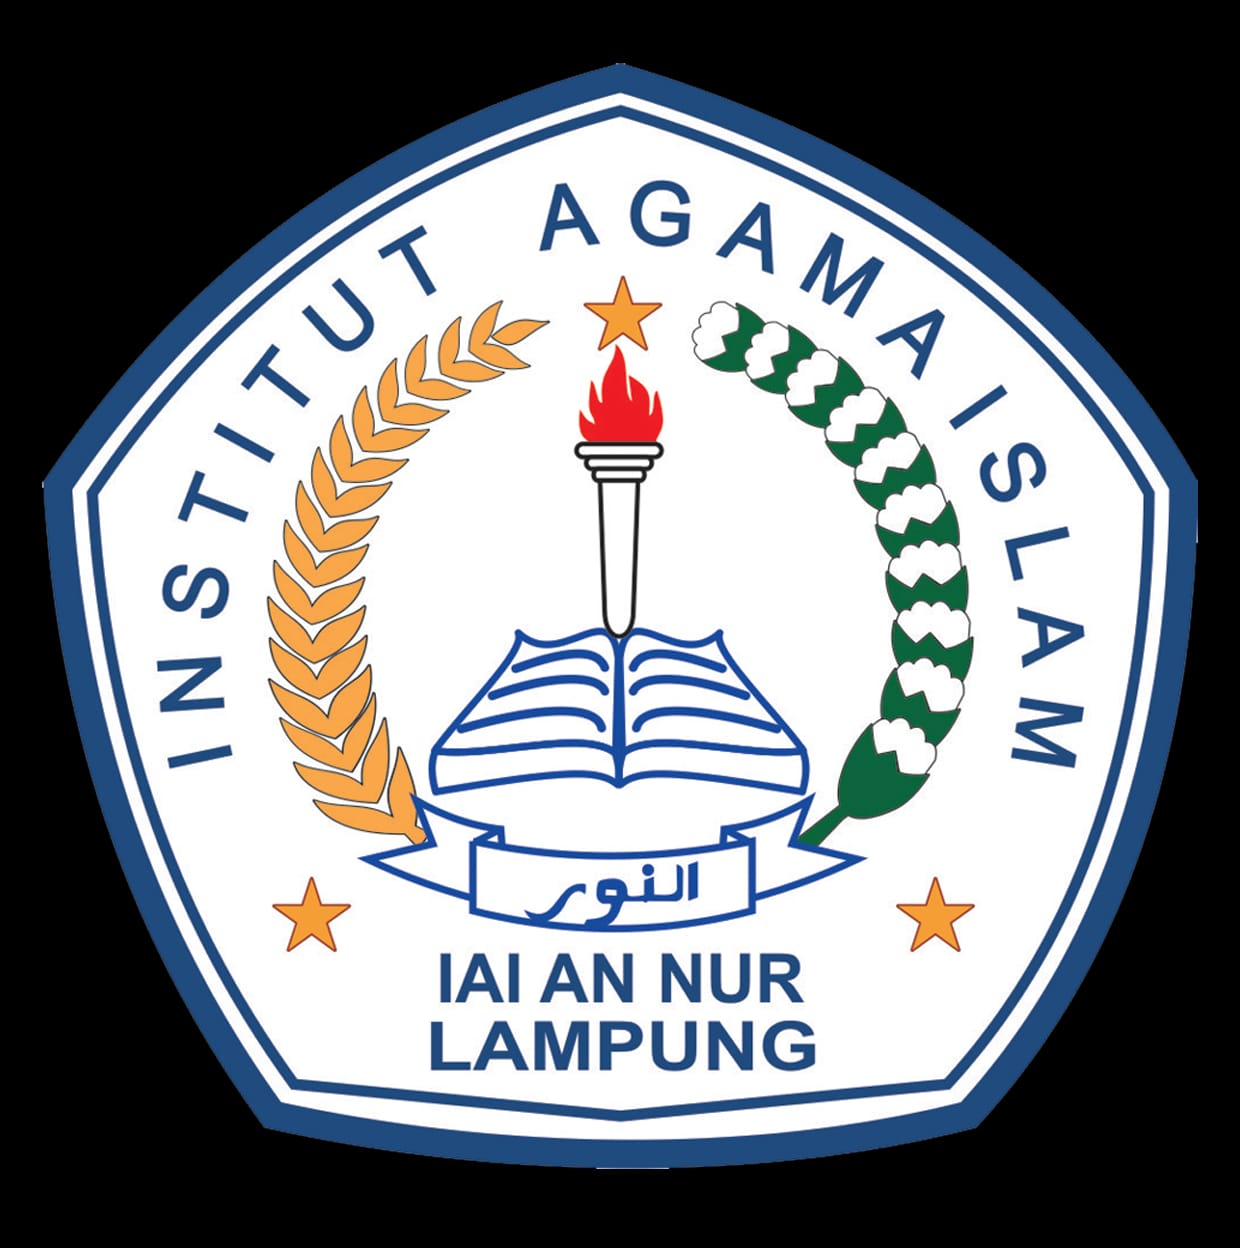 INSTITUT AGAMA ISLAM
النور
IAI AN NUR
LAMPUNG